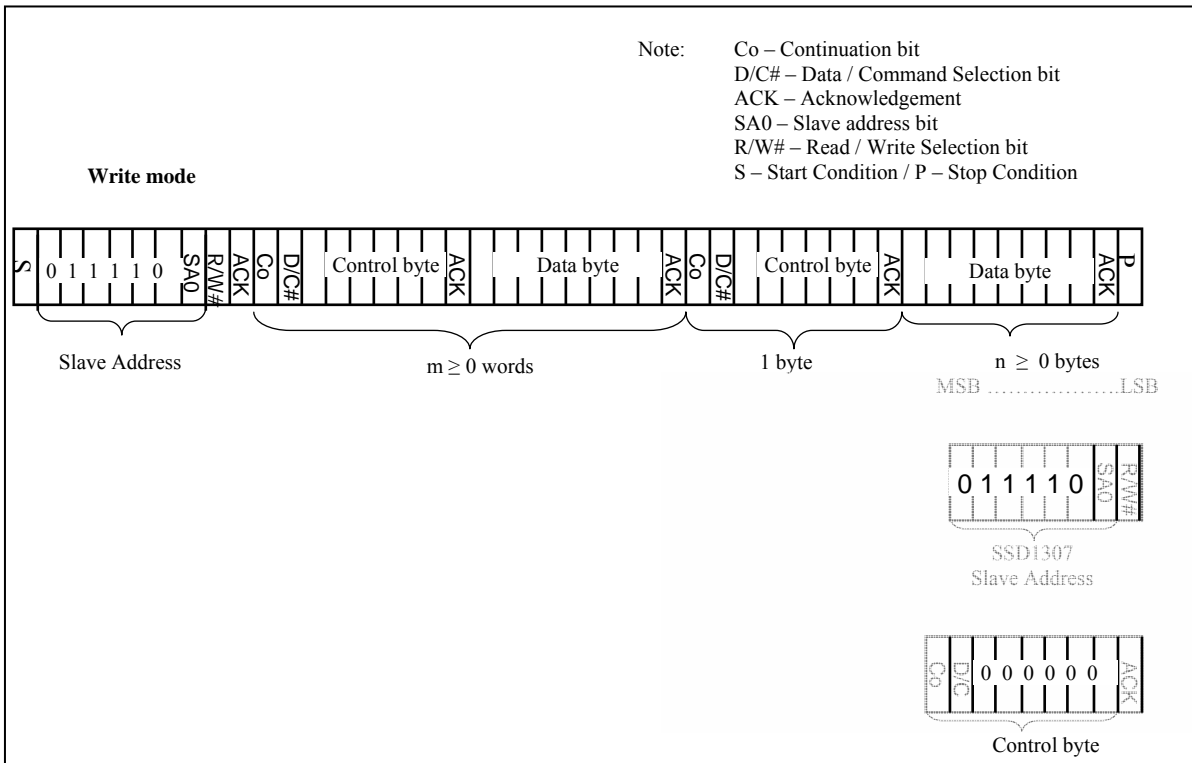 Note: Co – Continuation bit
D/C# – Data / Command Selection bit
ACK – Acknowledgement
SA0 – Slave address bit
R/W# – Read / Write Selection bit
S – Start Condition / P – Stop Condition
Write mode
S 0 1 1 1 1 0 SA0 R/W# ACK Co D/C# Control byte ACK Data byte ACK Co D/C# Control byte ACK Data byte ACK P
Slave Address m ≥ 0 words 1 byte n ≥ 0 bytes
MSB ....................LSB
0 1 1 1 1 0 SA0 R/W#
SSD1307
Slave Address
Co D/C 0 0 0 0 0 0 ACK
Control byte